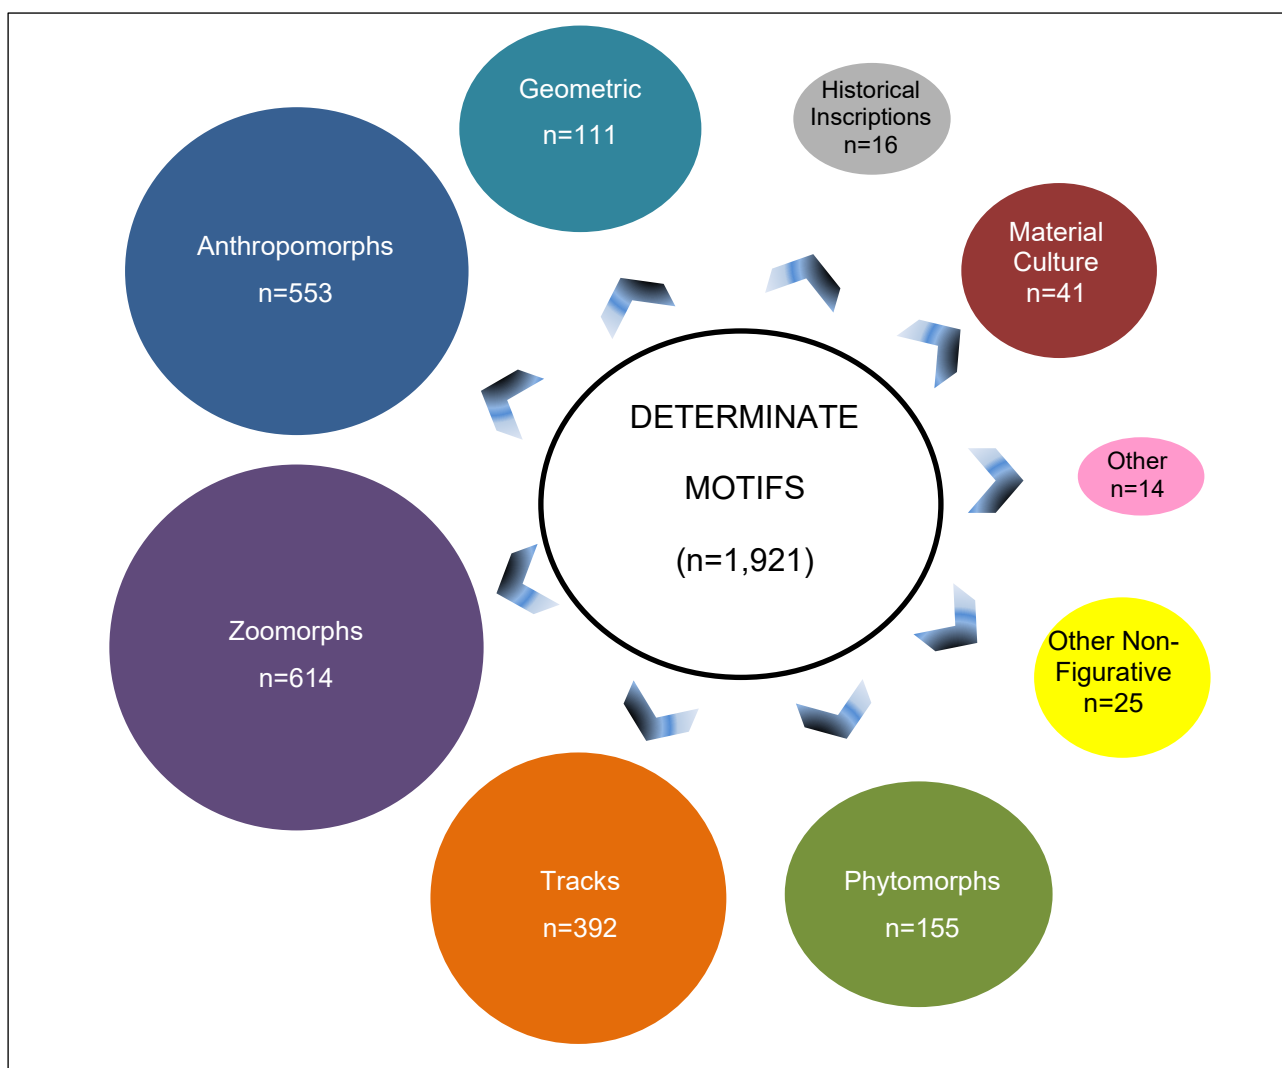 Geometric
n=111
Historical
Inscriptions
n=16
Anthropomorphs
n=553
Material
Culture
n=41
DETERMINATE
MOTIFS
(n=1,921)
Other
n=14
Zoomorphs
n=614
Other Non-
Figurative
n=25
Tracks
n=392
Phytomorphs
n=155